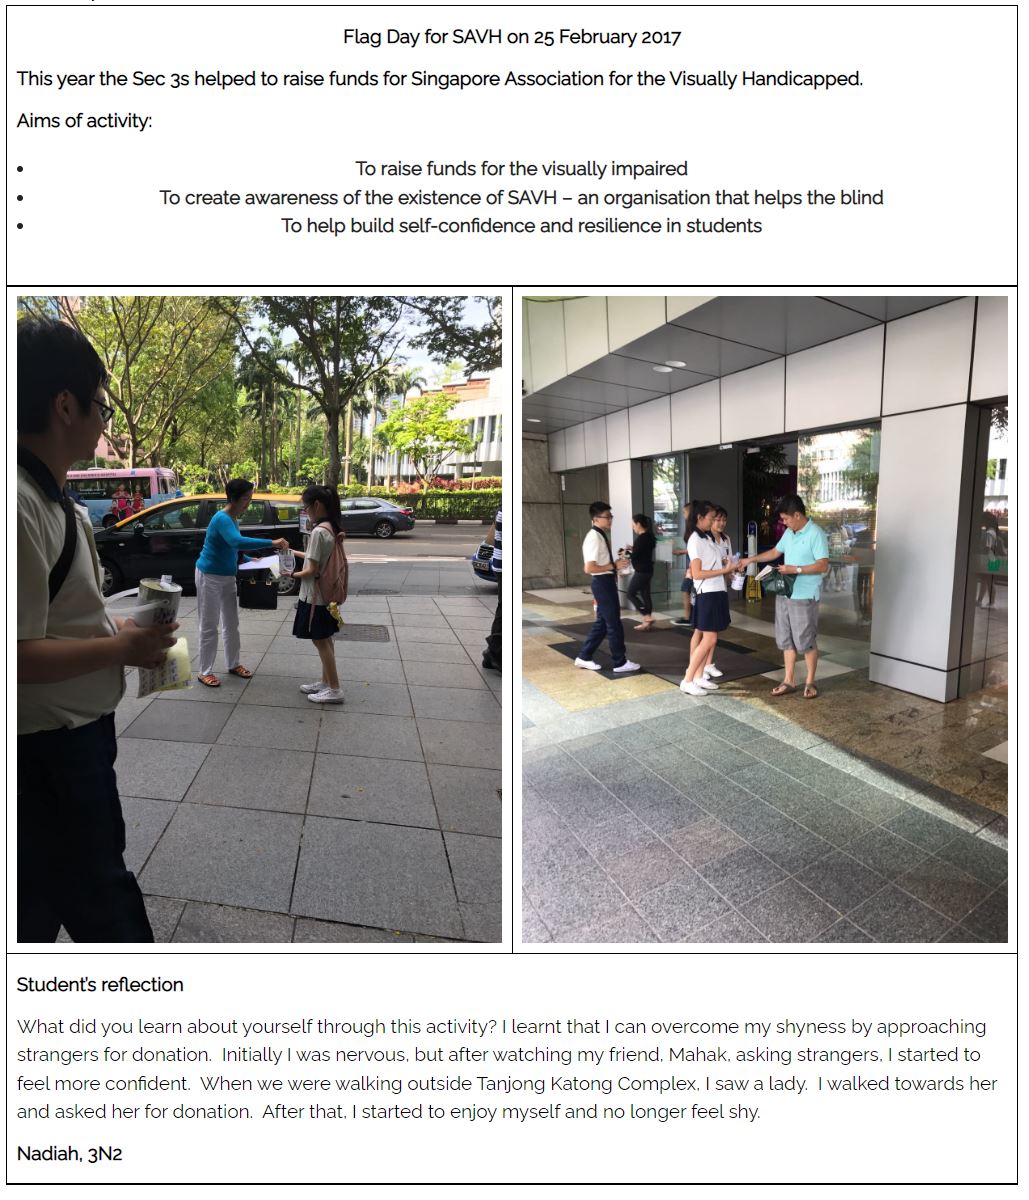 Flag Day for SAVH on 25 February 2017
This year the Sec 3s helped to raise funds for Singapore Association for the Visually Handicapped.
Aims of activity:
• To raise funds for the visually impaired
• To create awareness of the existence of SAVH – an organisation that helps the blind
• To help build self-confidence and resilience in students
Student's reflection
What did you learn about yourself through this activity? I learnt that I can overcome my shyness by approaching
strangers for donation. Initially I was nervous, but after watching my friend, Mahak, asking strangers, I started to
feel more confident. When we were walking outside Tanjong Katong Complex, I saw a lady. I walked towards her
and asked her for donation. After that, I started to enjoy myself and no longer feel shy.
Nadiah, 3N2